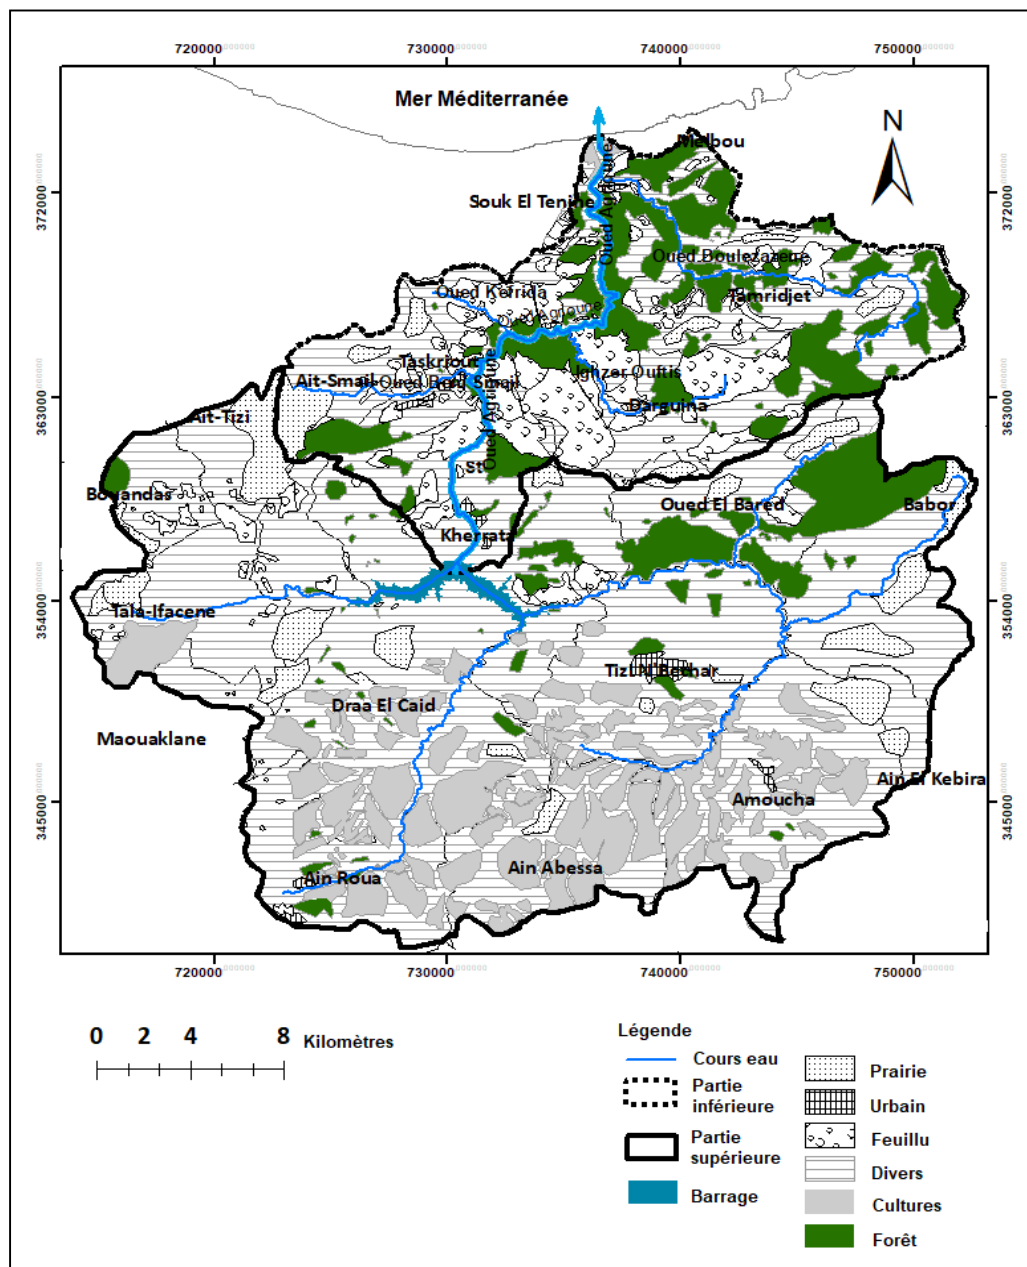 720000 730000 740000 750000
Mer Méditerranée
N
Melbou
372000
372000
Souk El Tenine
Oued Agrioune
Oued Boulezazene
Oued Kerrida
Tamridjet
Oued Agrioune
Taskriout
Ighzer Ouftis
Ait-Smail
Oued Beni Smail
363000
363000
Darguina
Ait-Tizi
Oued Agrioune
St
Bouandas
Oued El Bared
Babor
Kherrata
354000
354000
Tala-Ifacene
Tizi N'Bechar
Draa El Caid
Maouaklane
Ain El Kebira
345000
345000
Amoucha
Ain Abessa
Ain Roua
720000 730000 740000 750000
0 2 4 8 Kilomètres
Légende
Cours eau
Partie
inférieure
Partie
supérieure
Barrage
Prairie
Urbain
Feuillu
Divers
Cultures
Forêt